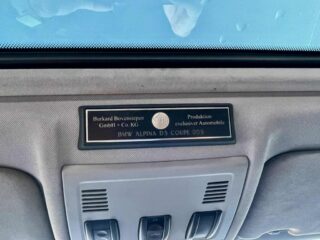 Burkard Bovensiepen
GmbH + Co. KG
Produktion
exclusiver Automobile
BMW ALPINA D3 COUPE